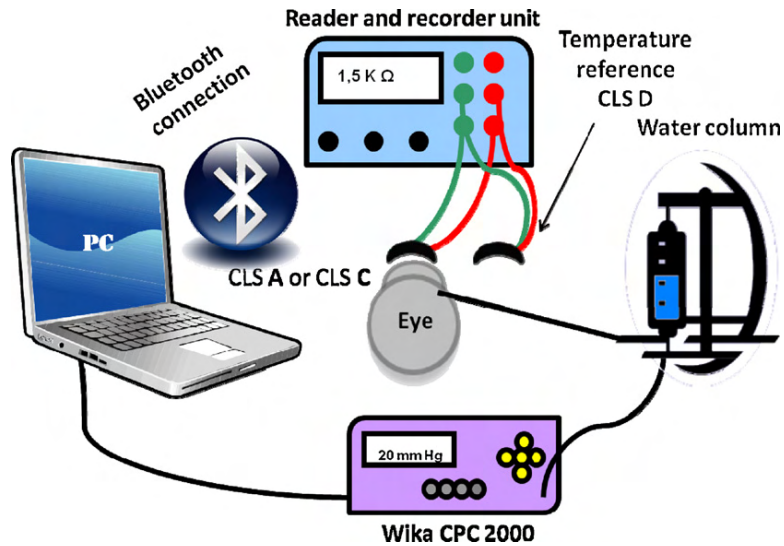 Reader and recorder unit
1,5 K Ω
Temperature
reference
CLS D
Water column
Bluetooth
connection
PC
CLS A or CLS C
Eye
20 mm Hg
Wika CPC 2000